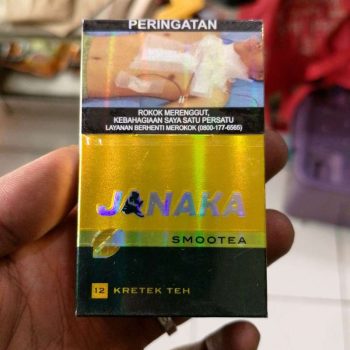 PERINGATAN
ROKOK MERENGGUT,
KEBAHAGIAAN SAYA SATU PERSATU
LAYANAN BERHENTI MEROKOK (0800-177-6565)
JANAKA
SMOOTEA
12 KRETEK TEH